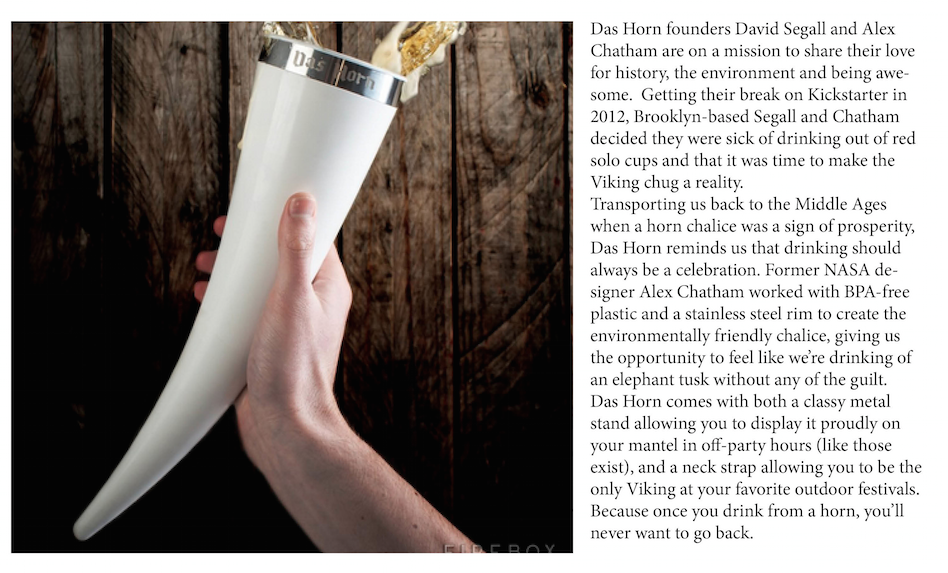 Das Horn
FIREBOX
Das Horn founders David Segall and Alex
Chatham are on a mission to share their love
for history, the environment and being awe-
some.  Getting their break on Kickstarter in
2012, Brooklyn-based Segall and Chatham
decided they were sick of drinking out of red
solo cups and that it was time to make the
Viking chug a reality.
Transporting us back to the Middle Ages
when a horn chalice was a sign of prosperity,
Das Horn reminds us that drinking should
always be a celebration. Former NASA de-
signer Alex Chatham worked with BPA-free
plastic and a stainless steel rim to create the
environmentally friendly chalice, giving us
the opportunity to feel like we’re drinking of
an elephant tusk without any of the guilt.
Das Horn comes with both a classy metal
stand allowing you to display it proudly on
your mantel in off-party hours (like those
exist), and a neck strap allowing you to be the
only Viking at your favorite outdoor festivals.
Because once you drink from a horn, you’ll
never want to go back.